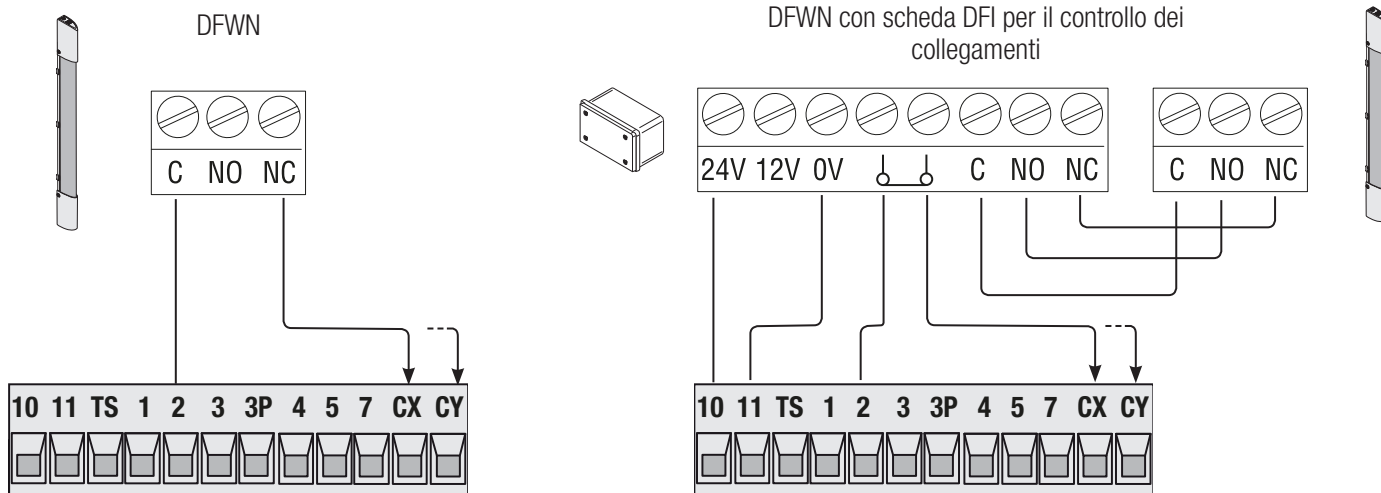 DFWN
C NO NC
10 11 TS 1 2 3 3P 4 5 7 CX CY
DFWN con scheda DFI per il controllo dei
collegamenti
24V 12V 0V C NO NC
C NO NC
10 11 TS 1 2 3 3P 4 5 7 CX CY